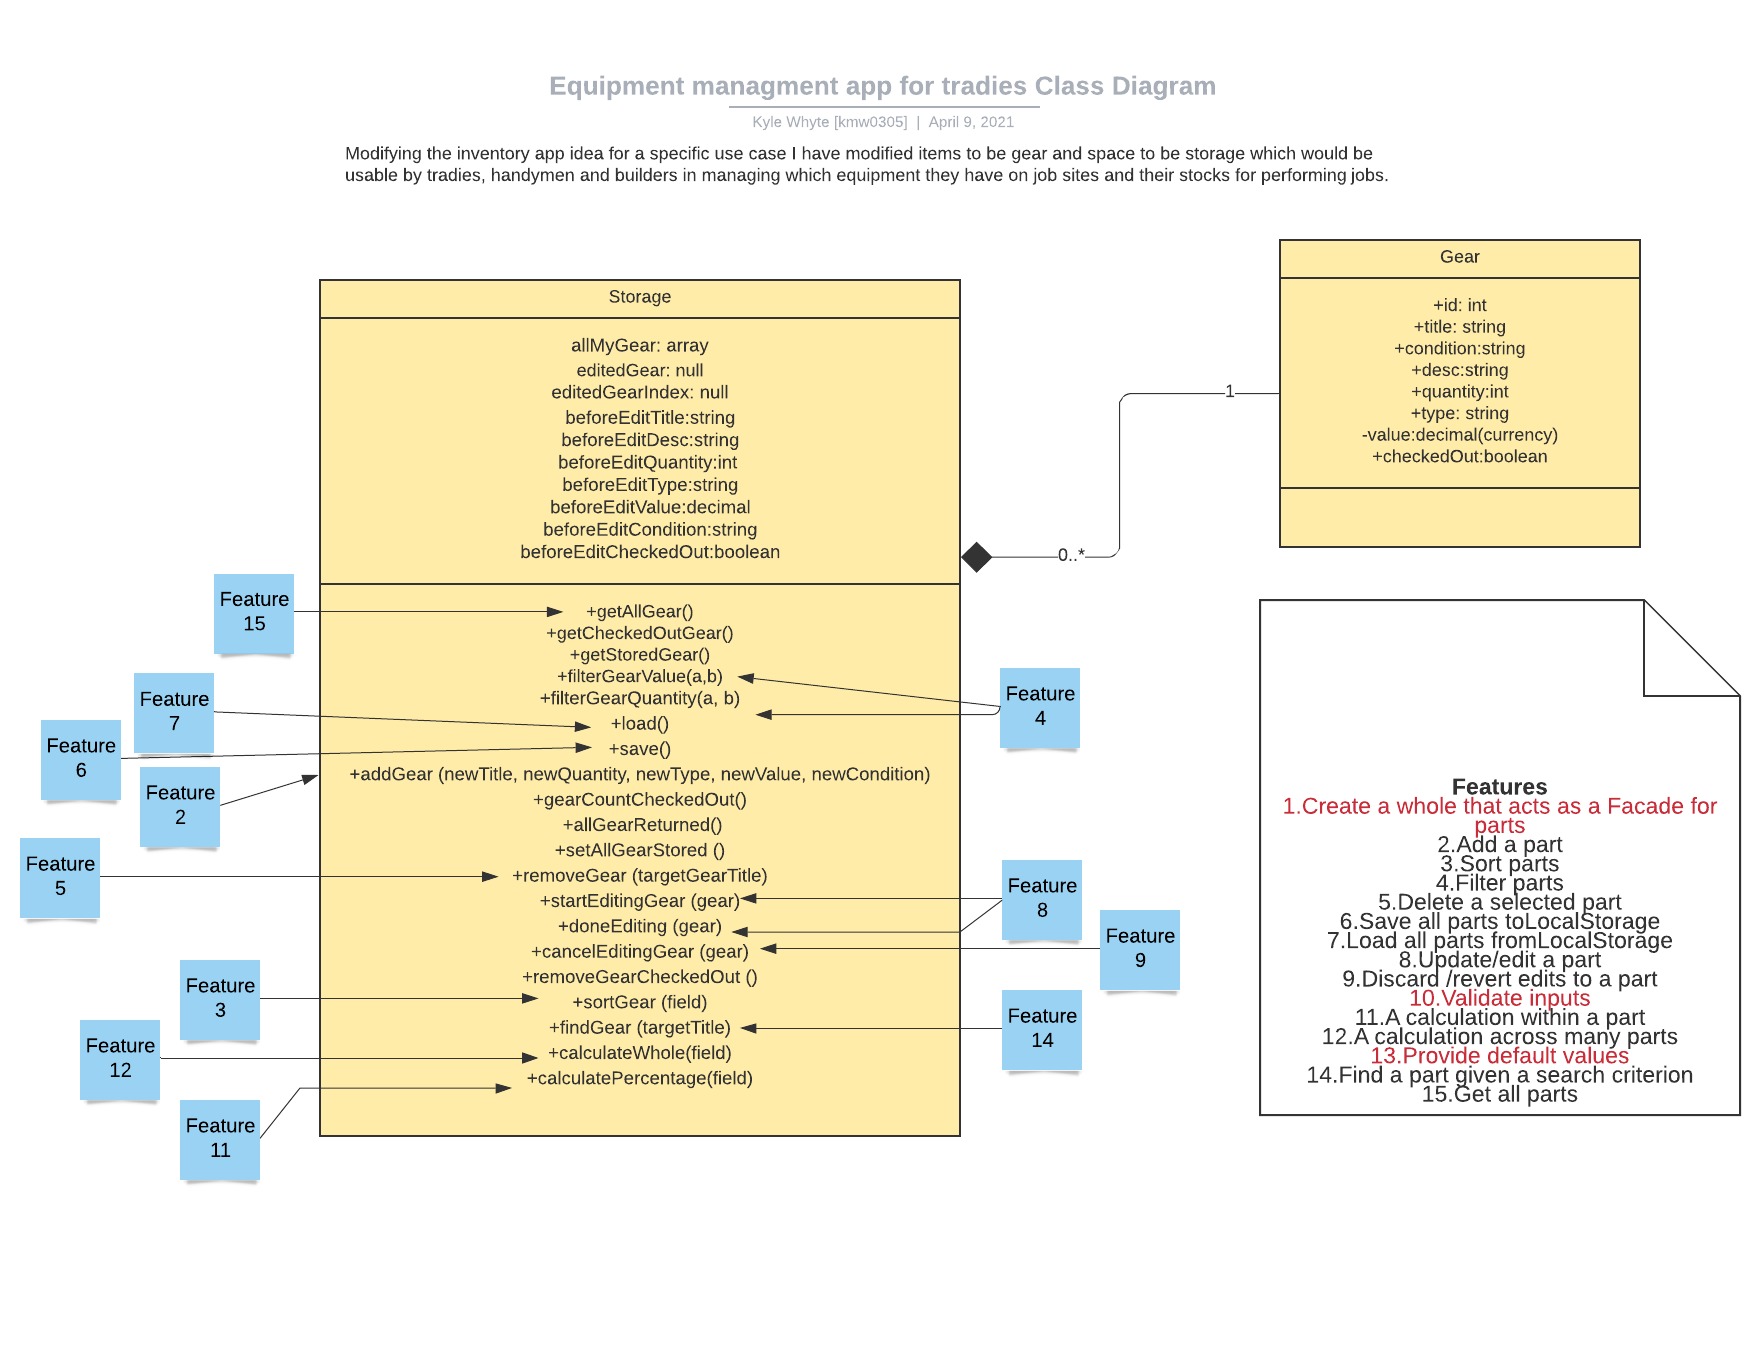 Equipment managment app for tradies Class Diagram
Kyle Whyte [kmw0305] | April 9, 2021
Modifying the inventory app idea for a specific use case I have modified items to be gear and space to be storage which would be
usable by tradies, handymen and builders in managing which equipment they have on job sites and their stocks for performing jobs.
Storage
allMyGear: array
editedGear: null
editedGearIndex: null
beforeEditTitle:string
beforeEditDesc:string
beforeEditQuantity:int
beforeEditType:string
beforeEditValue:decimal
beforeEditCondition:string
beforeEditCheckedOut:boolean
+getAllGear()
+getCheckedOutGear()
+getStoredGear()
+filterGearValue(a,b)
+filterGearQuantity(a, b)
+load()
+save()
+addGear (newTitle, newQuantity, newType, newValue, newCondition)
+gearCountCheckedOut()
+allGearReturned()
+setAllGearStored ()
+removeGear (targetGearTitle)
+startEditingGear (gear)
+doneEditing (gear)
+cancelEditingGear (gear)
+removeGearCheckedOut ()
+sortGear (field)
+findGear (targetTitle)
+calculateWhole(field)
+calculatePercentage(field)
Feature
15
Feature
7
Feature
6
Feature
2
Feature
5
Feature
3
Feature
12
Feature
11
Feature
4
Feature
8
Feature
9
Feature
14
1
0..*
Gear
+id: int
+title: string
+condition:string
+desc:string
+quantity:int
+type: string
-value:decimal(currency)
+checkedOut:boolean
Features
1.Create a whole that acts as a Facade for
parts
2.Add a part
3.Sort parts
4.Filter parts
5.Delete a selected part
6.Save all parts toLocalStorage
7.Load all parts fromLocalStorage
8.Update/edit a part
9.Discard /revert edits to a part
10.Validate inputs
11.A calculation within a part
12.A calculation across many parts
13.Provide default values
14.Find a part given a search criterion
15.Get all parts